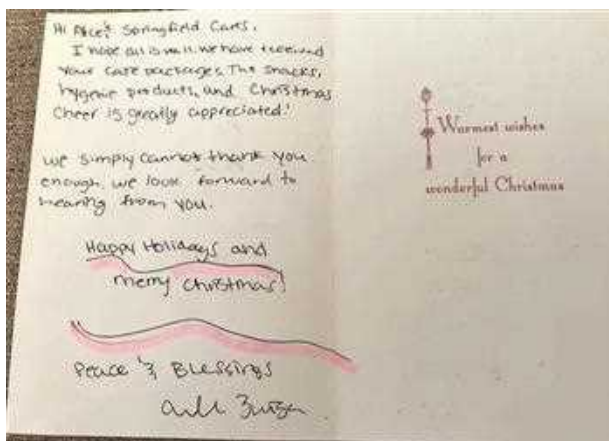 Hi Alice & Springfield Cares,
I hope all is well. we have received
your care packages. The snacks,
hygiene products, and Christmas
Cheer is greatly appreciated!
we simply cannot thank you
enough. we look forward to
hearing from you.
Happy Holidays and
merry christmas!
Peace & Blessings
Warmest wishes
for a
wonderful Christmas